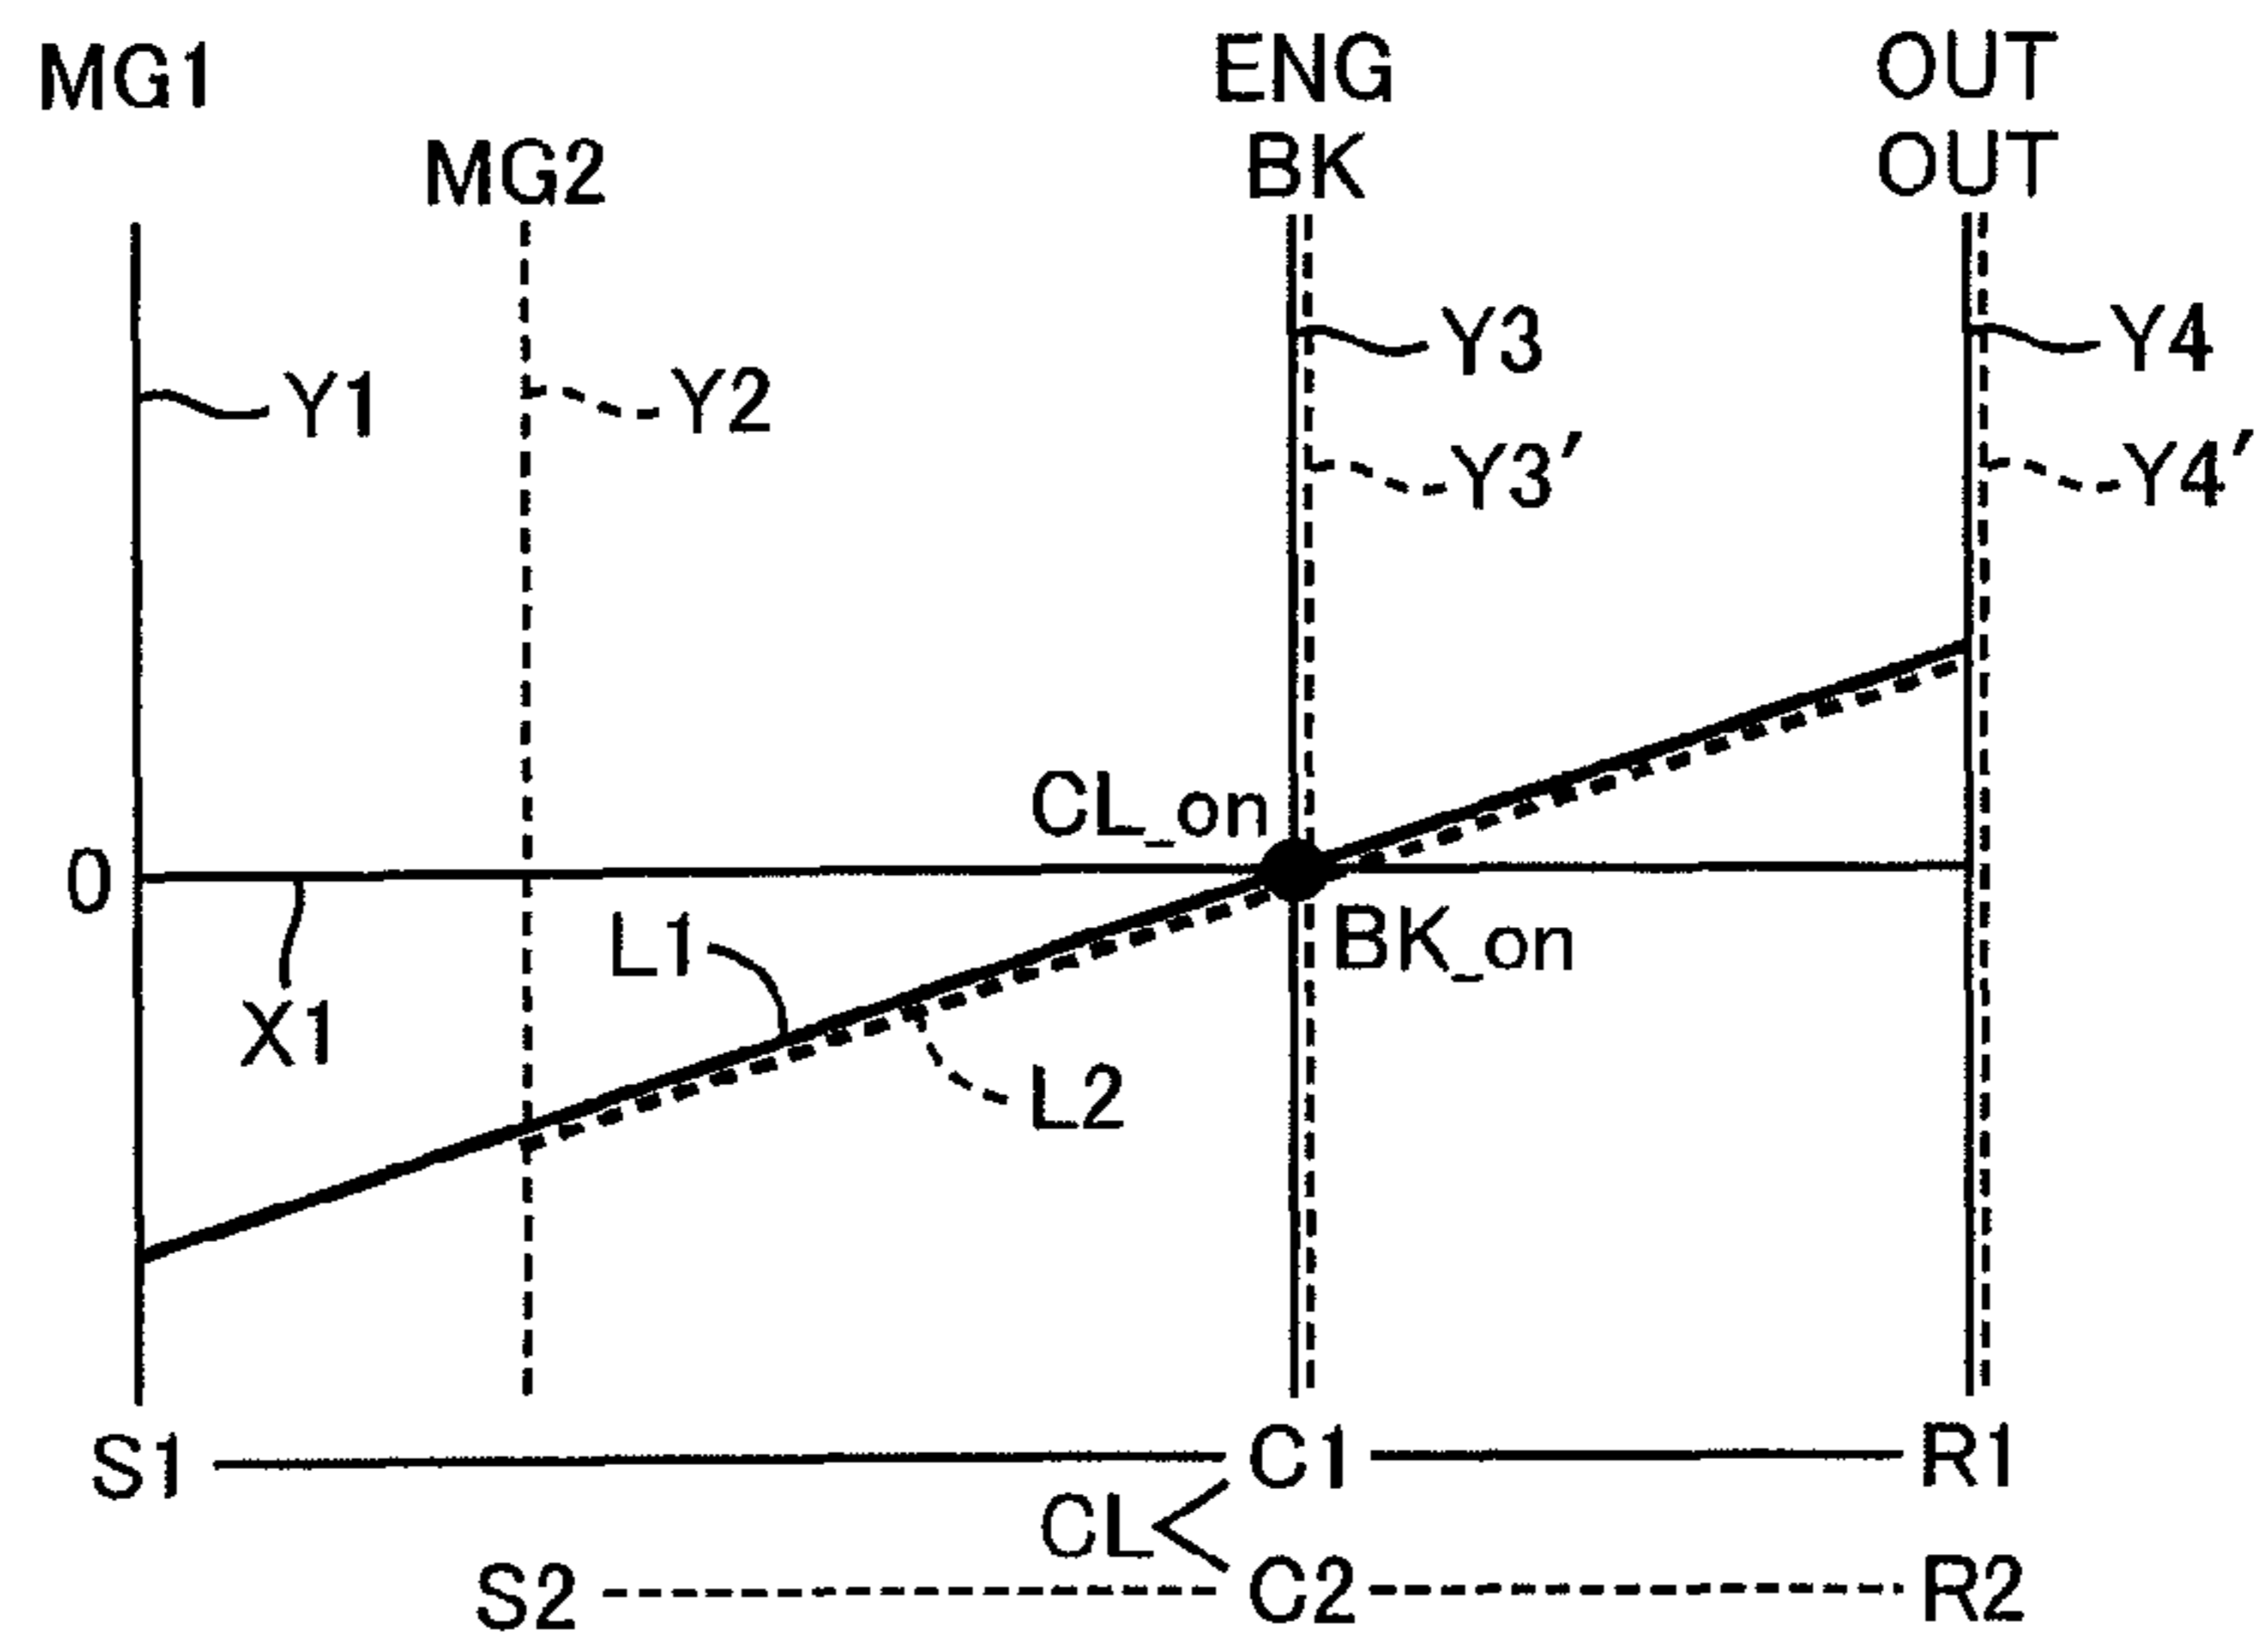 MG1
MG2
ENG
BK
OUT
OUT
Y1
Y2
Y3
Y3′
Y4
Y4′
CL_on
0
X1
L1
L2
BK_on
S1
C1
R1
CL
S2
C2
R2